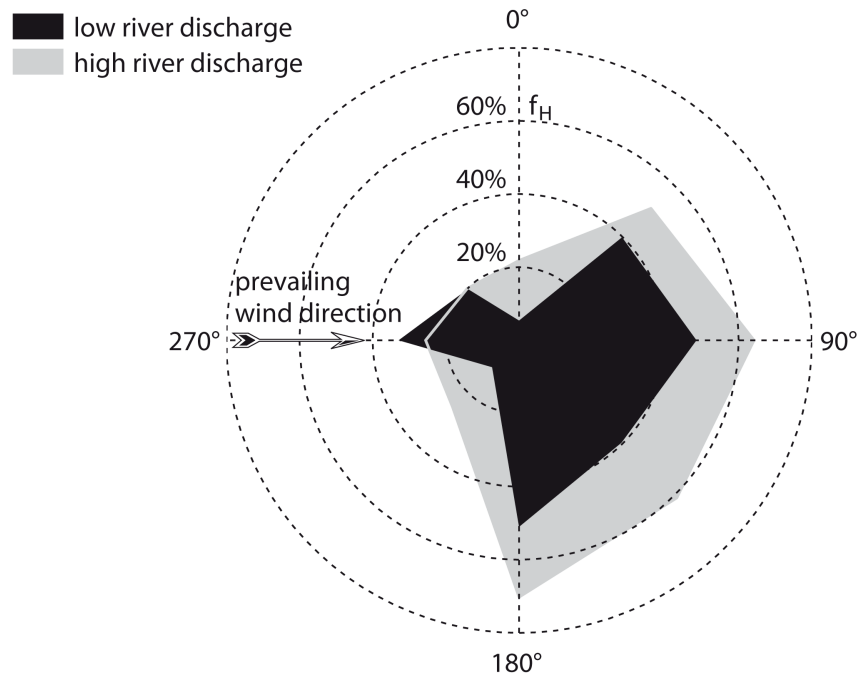 low river discharge
high river discharge
0°
60% f_H
40%
20%
prevailing
wind direction
270°
90°
180°